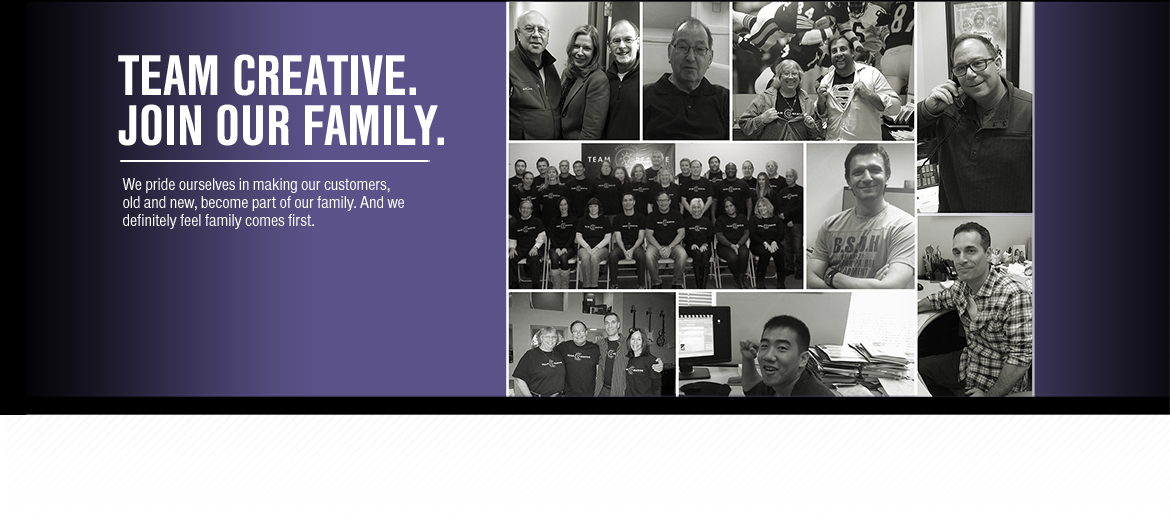 TEAM CREATIVE.
JOIN OUR FAMILY.
We pride ourselves in making our customers,
old and new, become part of our family. And we
definitely feel family comes first.
TEAM
B.S.U.H